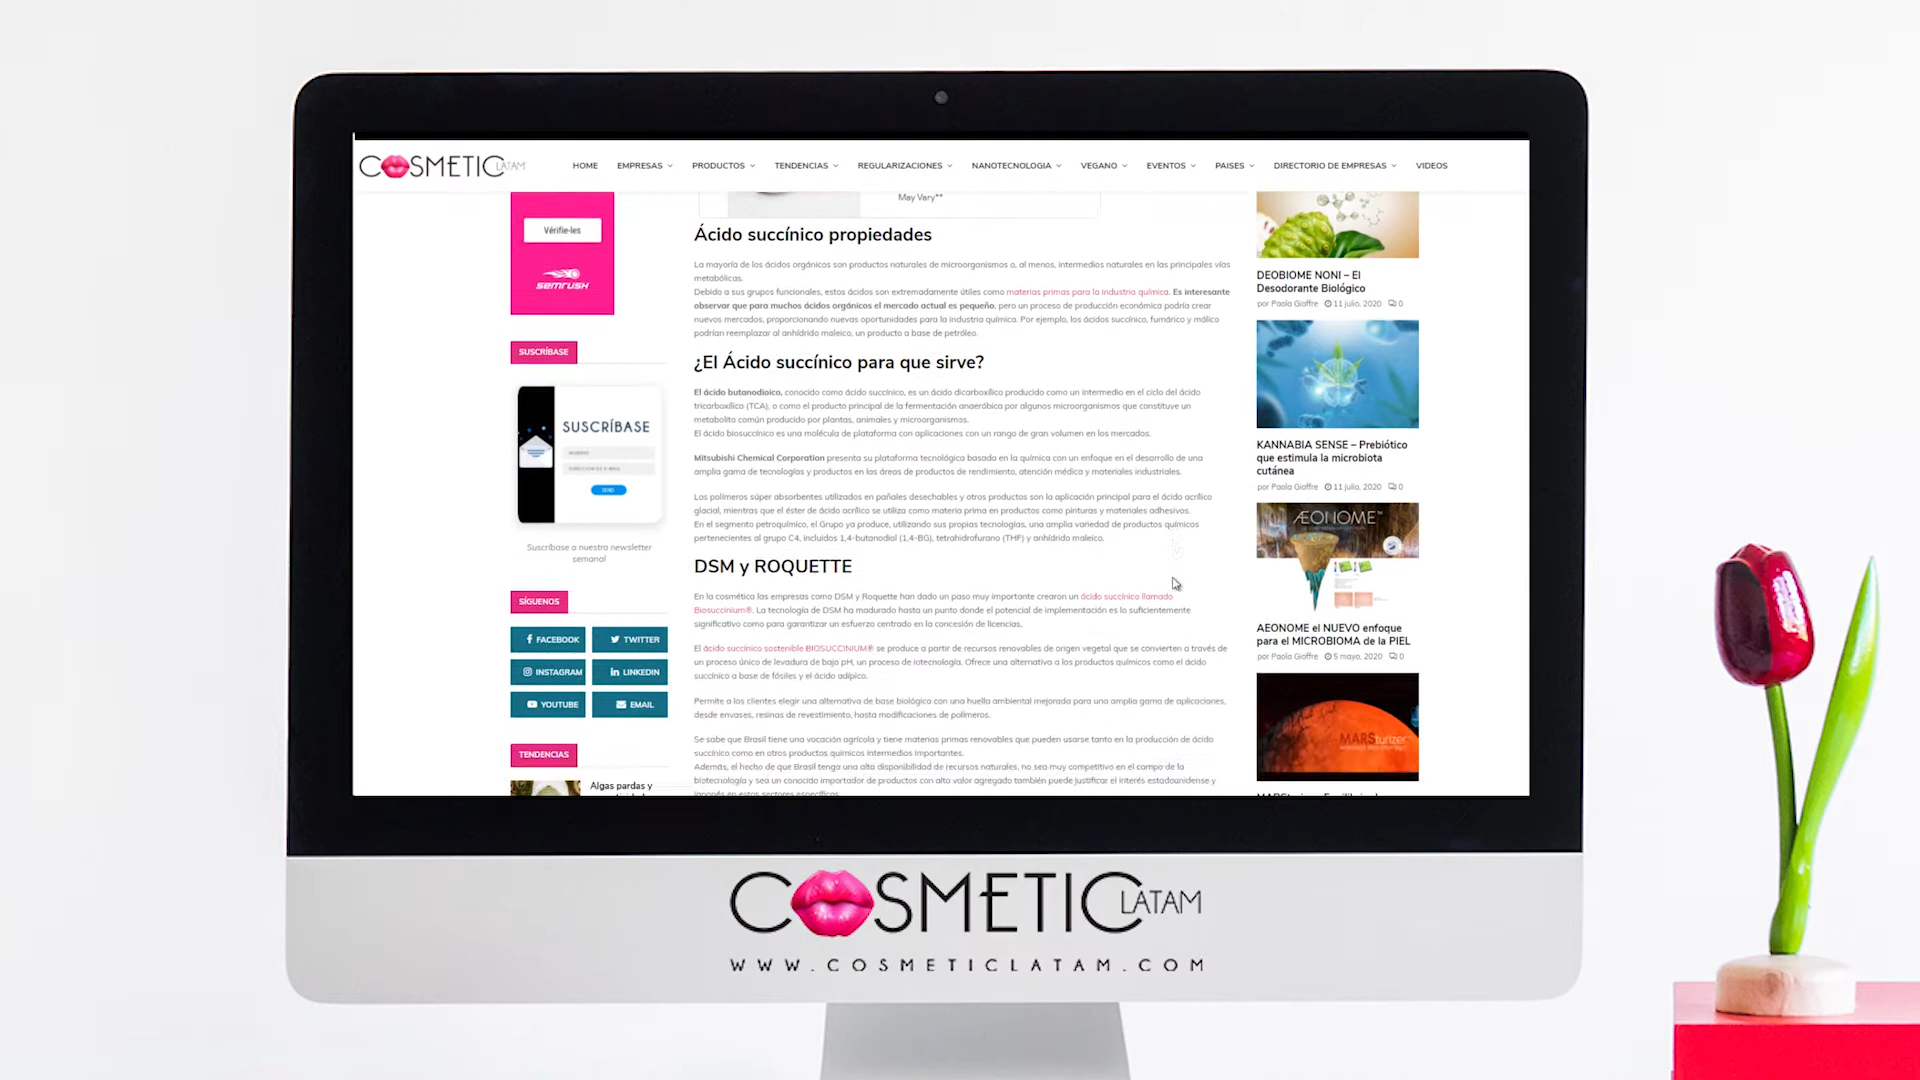 COSMETIC LATAM
HOME EMPRESAS PRODUCTOS TENDENCIAS REGULARIZACIONES NANOTECNOLOGIA VEGANO EVENTOS PAISES DIRECTORIO DE EMPRESAS VIDEOS
Vérifie-les
SEMRUSH
SUSCRÍBASE
SUSCRÍBASE
NOMBRE
DIRECCION DE E-MAIL
SEND
Suscríbase a nuestra newsletter
semanal
SÍGUENOS
FACEBOOK TWITTER
INSTAGRAM LINKEDIN
YOUTUBE EMAIL
TENDENCIAS
Algas pardas y
May Vary**
Ácido succínico propiedades
La mayoría de los ácidos orgánicos son productos naturales de microorganismos o, al menos, intermedios naturales en las principales vías
metabólicas.
Debido a sus grupos funcionales, estos ácidos son extremadamente útiles como materias primas para la industria química. Es interesante
observar que para muchos ácidos orgánicos el mercado actual es pequeño, pero un proceso de producción económica podría crear
nuevos mercados, proporcionando nuevas oportunidades para la industria química. Por ejemplo, los ácidos succínico, fumárico y málico
podrían reemplazar al anhídrido maleico, un producto a base de petróleo.
¿El Ácido succínico para que sirve?
El ácido butanodioico, conocido como ácido succínico, es un ácido dicarboxílico producido como un intermedio en el ciclo del ácido
tricarboxílico (TCA), o como el producto principal de la fermentación anaeróbica por algunos microorganismos que constituye un
metabolito común producido por plantas, animales y microorganismos.
El ácido biosuccínico es una molécula de plataforma con aplicaciones con un rango de gran volumen en los mercados.
Mitsubishi Chemical Corporation presenta su plataforma tecnológica basada en la química con un enfoque en el desarrollo de una
amplia gama de tecnologías y productos en las áreas de productos de rendimiento, atención médica y materiales industriales.
Los polímeros súper absorbentes utilizados en pañales desechables y otros productos son la aplicación principal para el ácido acrílico
glacial, mientras que el éster de ácido acrílico se utiliza como materia prima en productos como pinturas y materiales adhesivos.
En el segmento petroquímico, el Grupo ya produce, utilizando sus propias tecnologías, una amplia variedad de productos químicos
pertenecientes al grupo C4, incluidos 1,4-butanodiol (1,4-BG), tetrahidrofurano (THF) y anhídrido maleico.
DSM y ROQUETTE
En la cosmética las empresas como DSM y Roquette han dado un paso muy importante crearon un ácido succínico llamado
Biosuccinium®. La tecnología de DSM ha madurado hasta un punto donde el potencial de implementación es lo suficientemente
significativo como para garantizar un esfuerzo centrado en la concesión de licencias.
El ácido succínico sostenible BIOSUCCINIUM® se produce a partir de recursos renovables de origen vegetal que se convierten a través de
un proceso único de levadura de bajo pH, un proceso de iotecnología. Ofrece una alternativa a los productos químicos como el ácido
succínico a base de fósiles y el ácido adípico.
Permite a los clientes elegir una alternativa de base biológico con una huella ambiental mejorada para una amplia gama de aplicaciones,
desde envases, resinas de revestimiento, hasta modificaciones de polímeros.
Se sabe que Brasil tiene una vocación agrícola y tiene materias primas renovables que pueden usarse tanto en la producción de ácido
succínico como en otros productos químicos intermedios importantes.
Además, el hecho de que Brasil tenga una alta disponibilidad de recursos naturales, no sea muy competitivo en el campo de la
biotecnología y sea un conocido importador de productos con alto valor agregado también puede justificar el interés estadounidense y
japonés en estos sectores específicos.
DEOBIOME NONI – El
Desodorante Biológico
por Paola Gioffre 11 julio, 2020 0
KANNABIA SENSE – Prebiótico
que estimula la microbiota
cutánea
por Paola Gioffre 11 julio, 2020 0
ÆONOME™
AEONOME el NUEVO enfoque
para el MICROBIOMA de la PIEL
por Paola Gioffre 5 mayo, 2020 0
MARSturizer
COSMETIC LATAM
WWW.COSMETICLATAM.COM